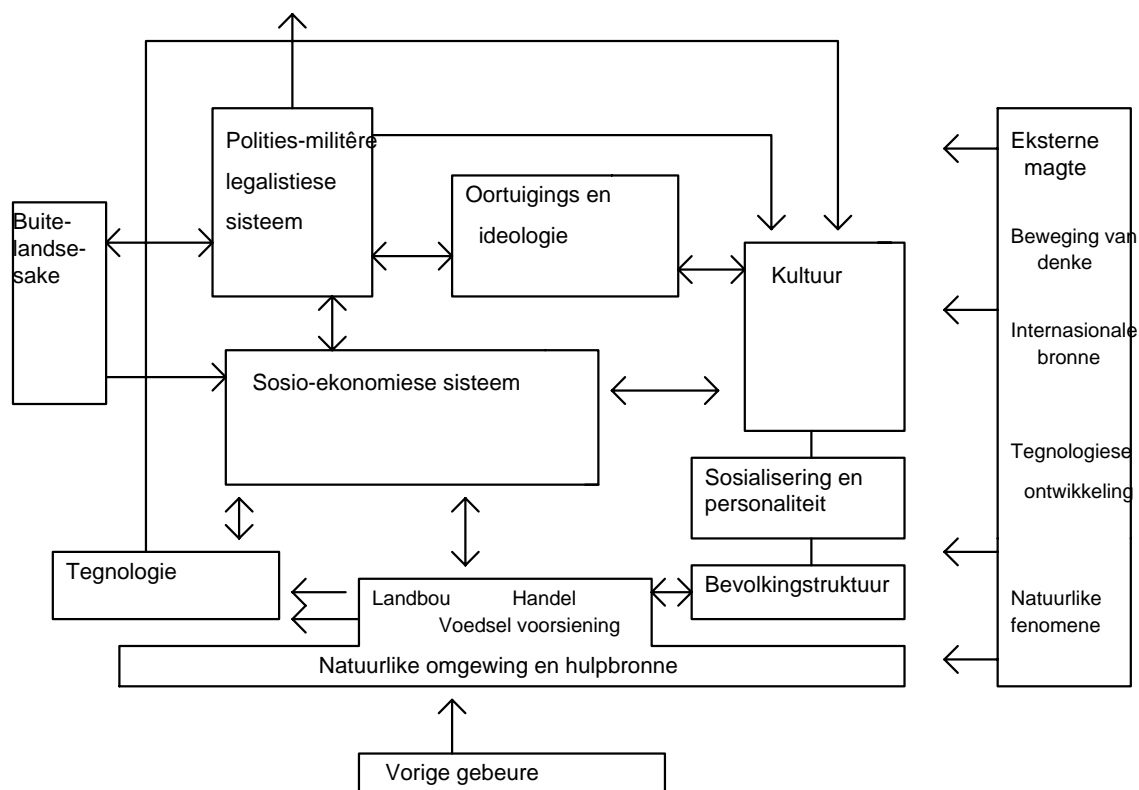 Polities-militêre
legalistiese
sisteem
Oortuigings en
ideologie
Buite-
landse-
sake
Kultuur
Sosio-ekonomiese sisteem
Sosialisering en
personaliteit
Tegnologie
Bevolkingstruktuur
Landbou Handel
Voedsel voorsiening
Natuurlike omgewing en hulpbronne
Vorige gebeure
Eksterne
magte
Beweging van
denke
Internasionale
bronne
Tegnologiese
ontwikkeling
Natuurlike
fenomene